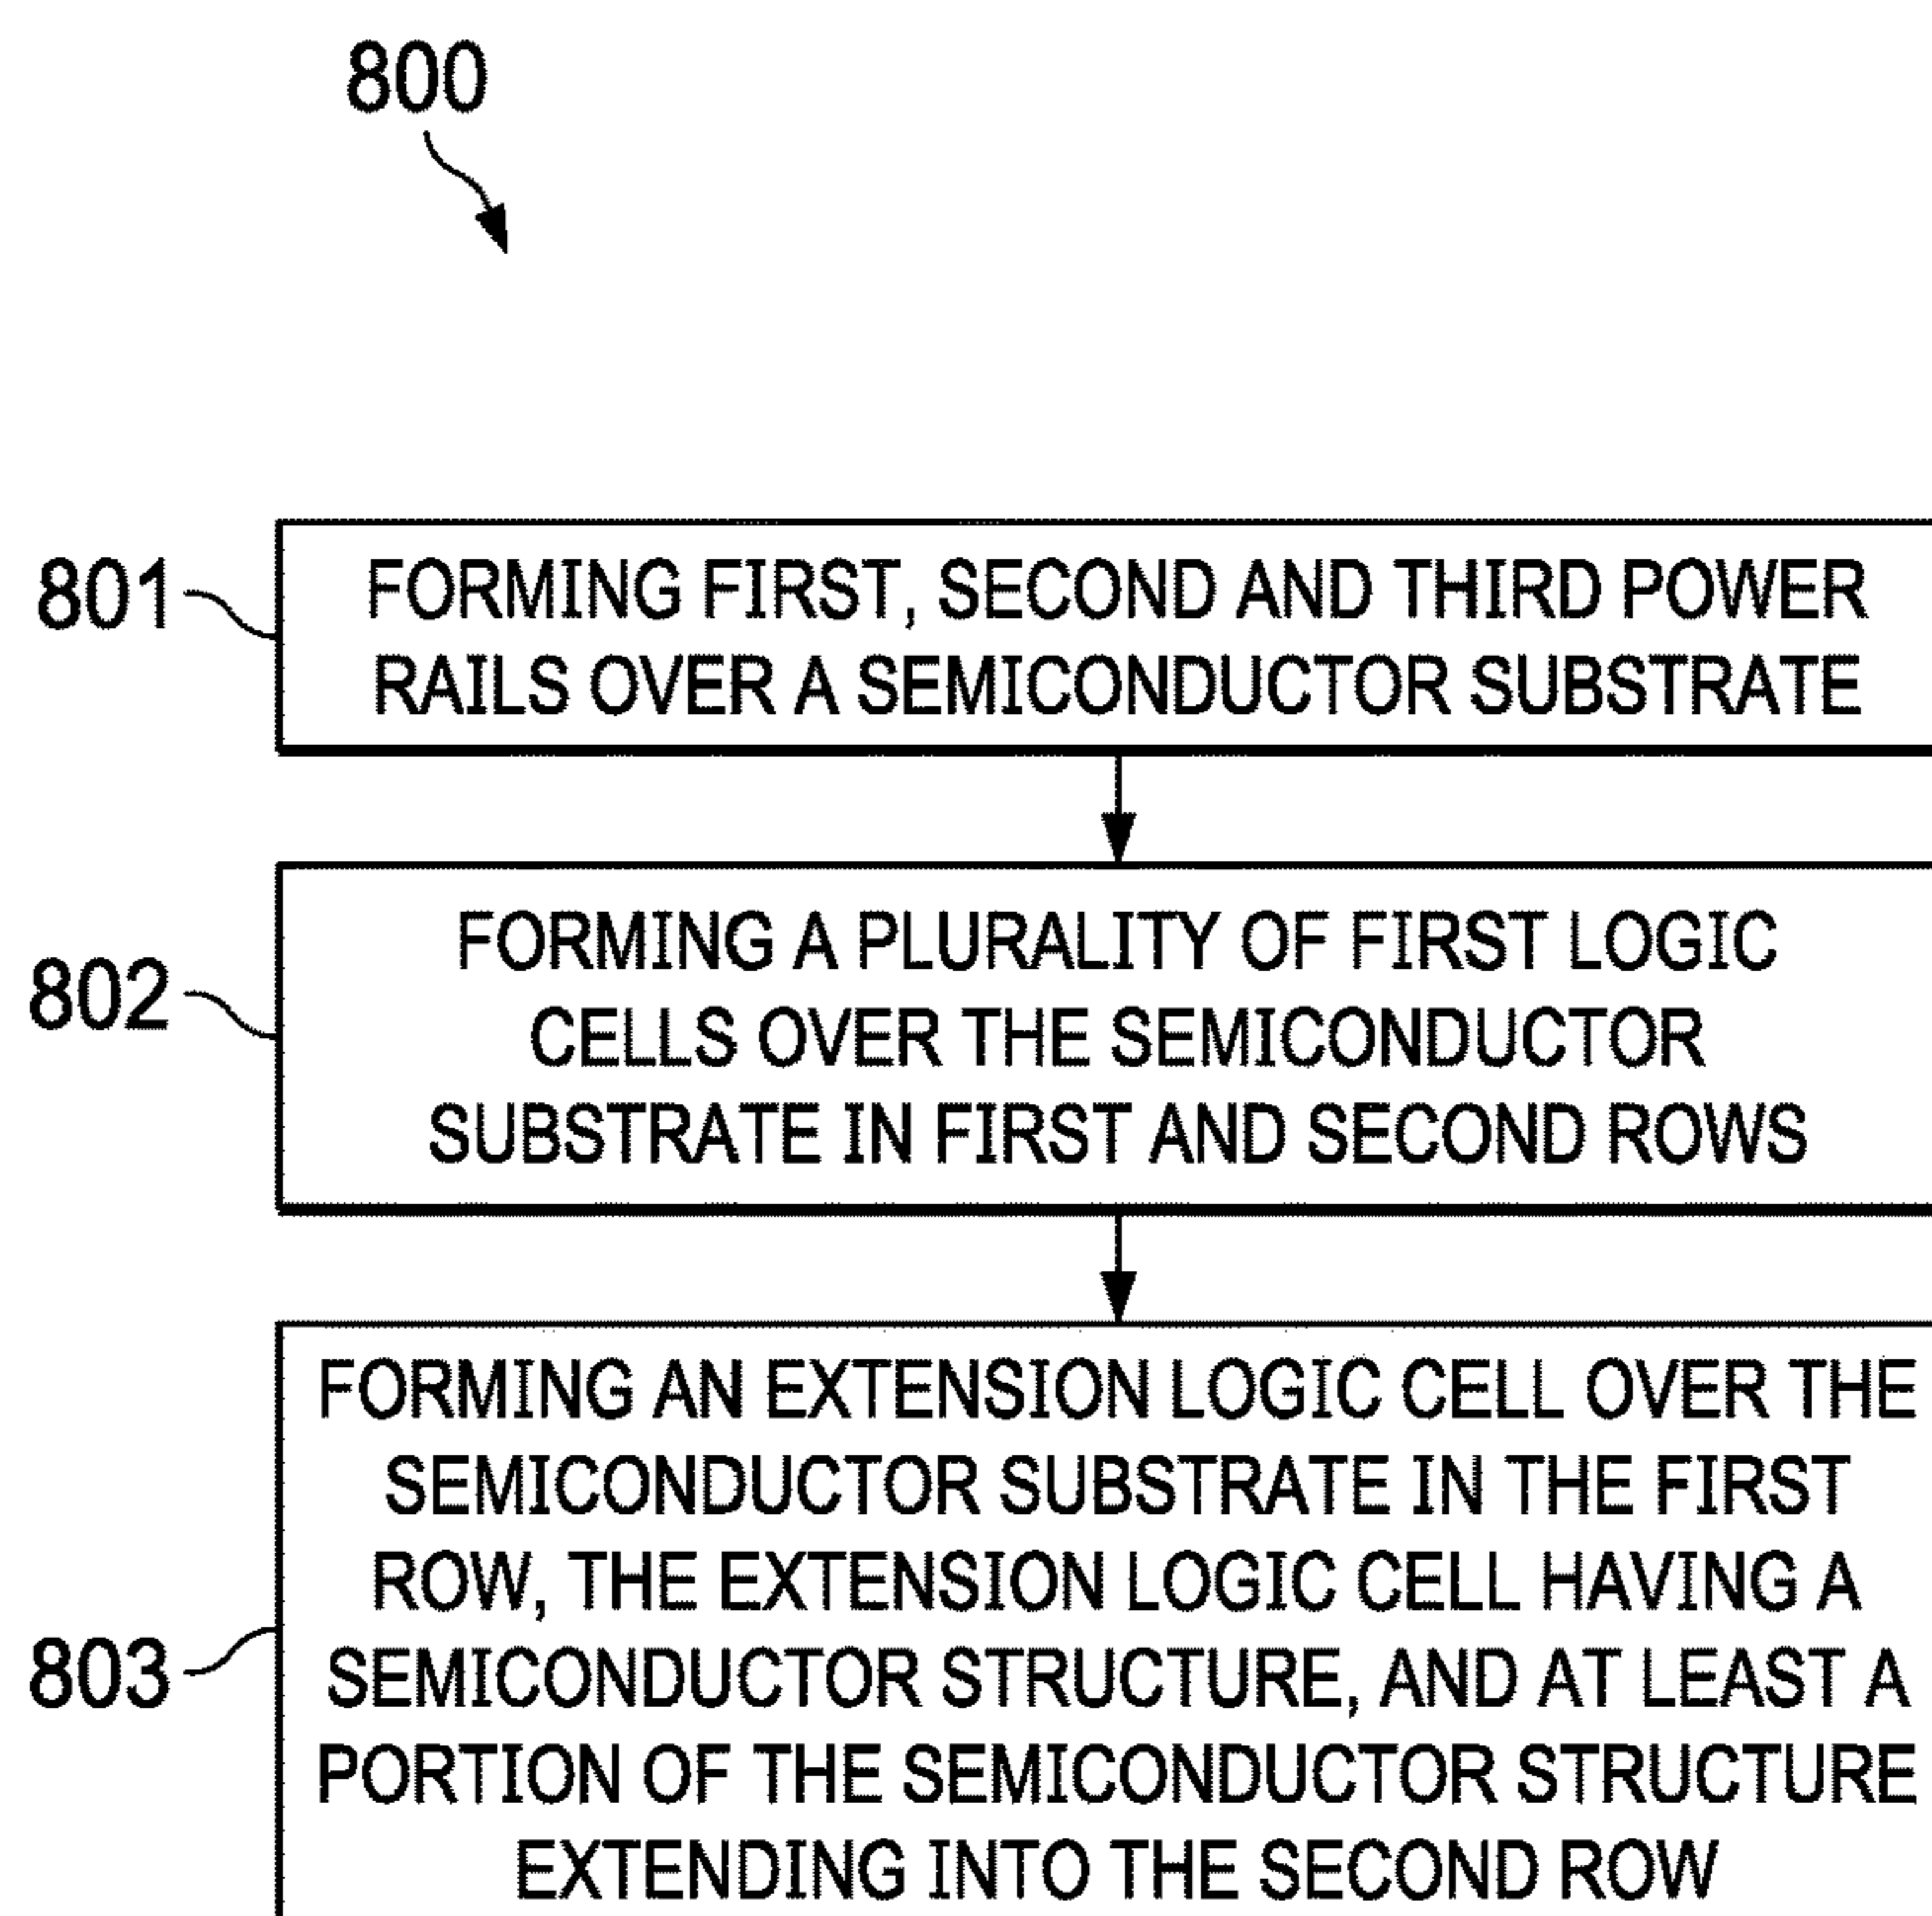 800
801
FORMING FIRST, SECOND AND THIRD POWER
RAILS OVER A SEMICONDUCTOR SUBSTRATE
802
FORMING A PLURALITY OF FIRST LOGIC
CELLS OVER THE SEMICONDUCTOR
SUBSTRATE IN FIRST AND SECOND ROWS
803
FORMING AN EXTENSION LOGIC CELL OVER THE
SEMICONDUCTOR SUBSTRATE IN THE FIRST
ROW, THE EXTENSION LOGIC CELL HAVING A
SEMICONDUCTOR STRUCTURE, AND AT LEAST A
PORTION OF THE SEMICONDUCTOR STRUCTURE
EXTENDING INTO THE SECOND ROW